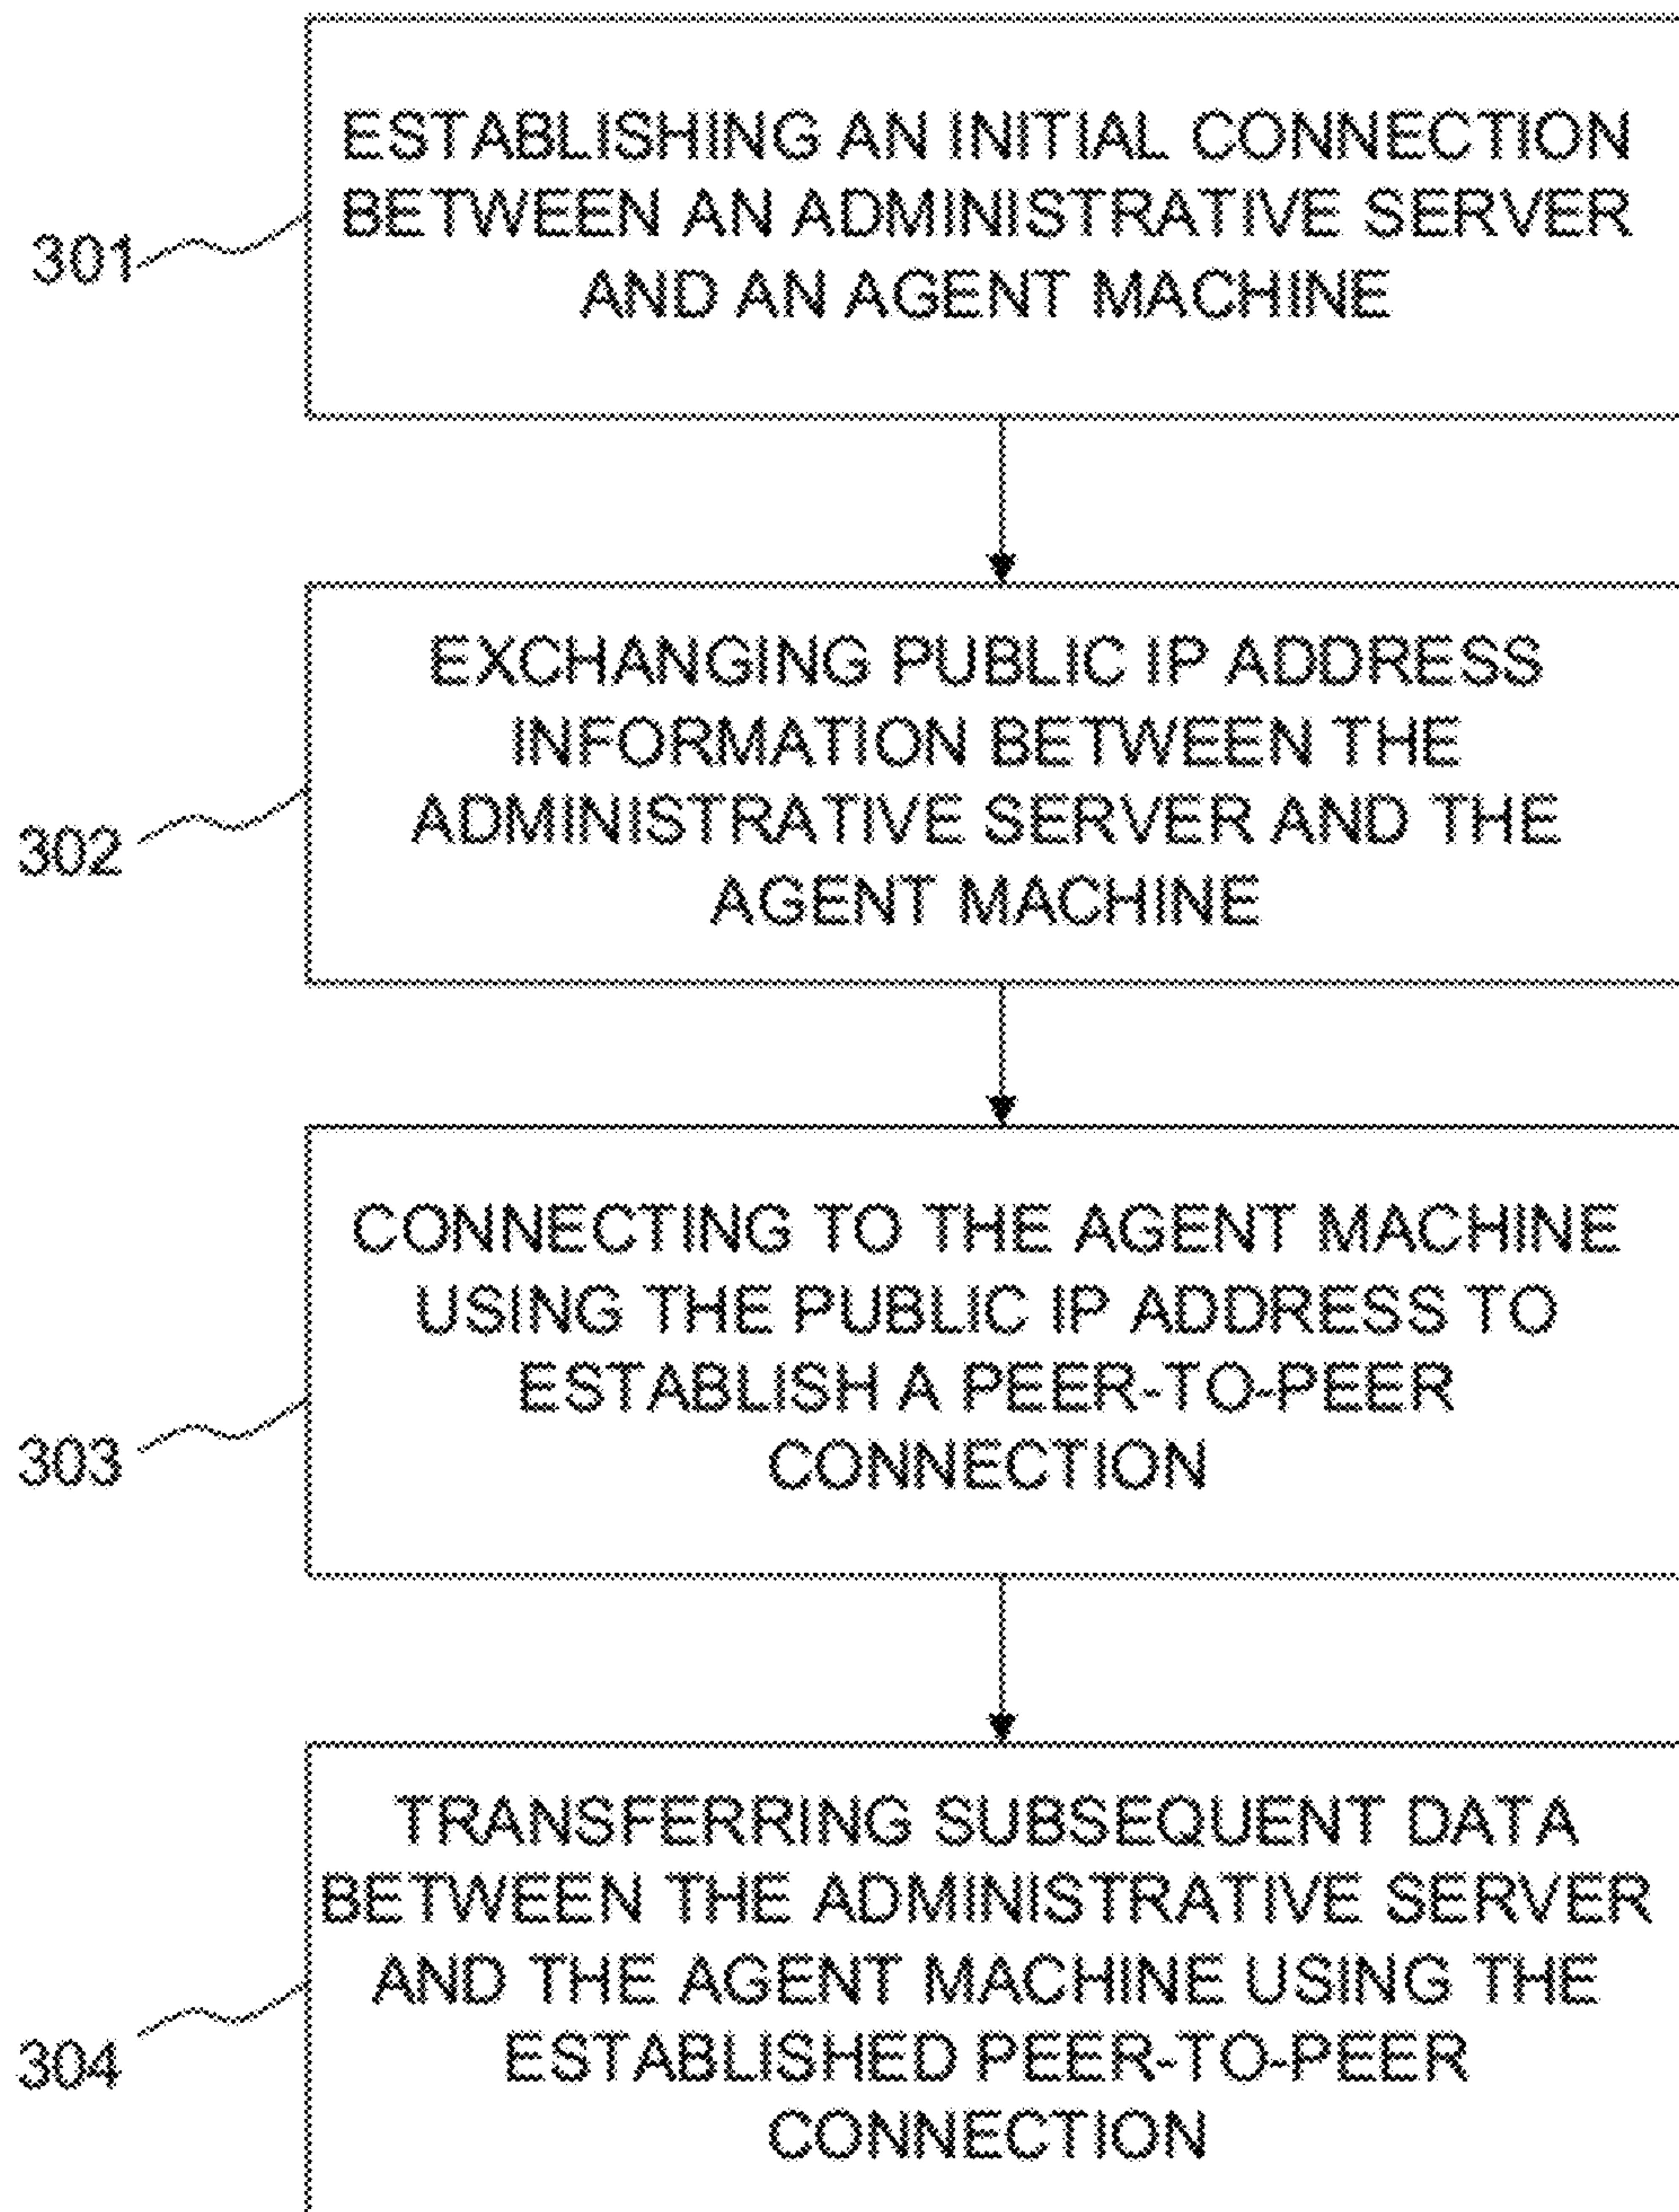 ESTABLISHING AN INITIAL CONNECTION
BETWEEN AN ADMINISTRATIVE SERVER
AND AN AGENT MACHINE
301
EXCHANGING PUBLIC IP ADDRESS
INFORMATION BETWEEN THE
ADMINISTRATIVE SERVER AND THE
AGENT MACHINE
302
CONNECTING TO THE AGENT MACHINE
USING THE PUBLIC IP ADDRESS TO
ESTABLISH A PEER-TO-PEER
CONNECTION
303
TRANSFERRING SUBSEQUENT DATA
BETWEEN THE ADMINISTRATIVE SERVER
AND THE AGENT MACHINE USING THE
ESTABLISHED PEER-TO-PEER
CONNECTION
304